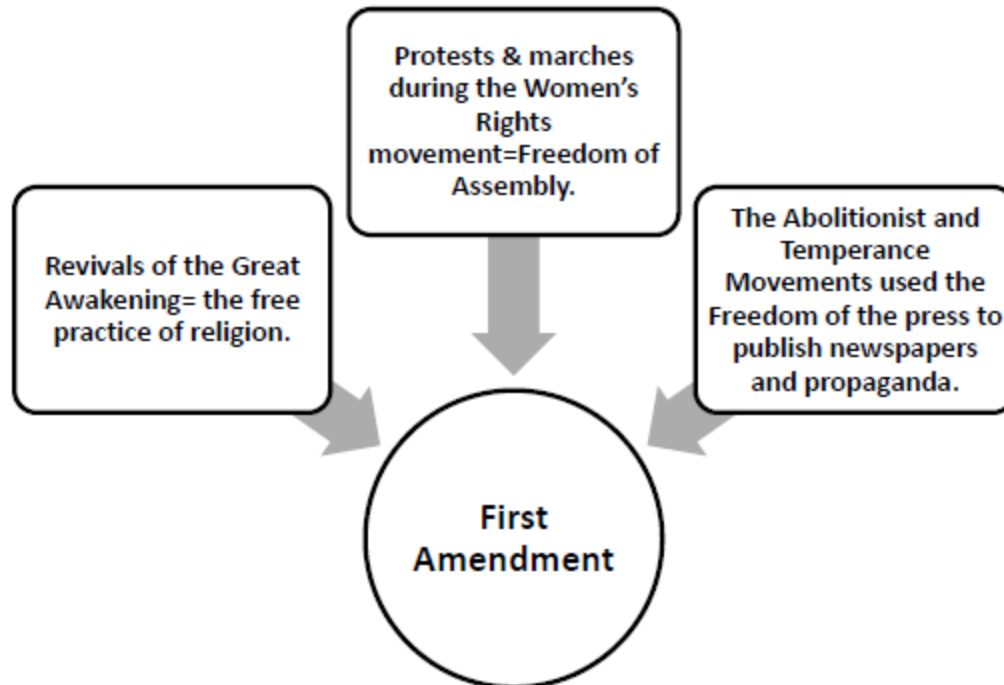 Protests & marches
during the Women’s
Rights
movement=Freedom of
Assembly.
Revivals of the Great
Awakening= the free
practice of religion.
The Abolitionist and
Temperance
Movements used the
Freedom of the press to
publish newspapers
and propaganda.
First
Amendment